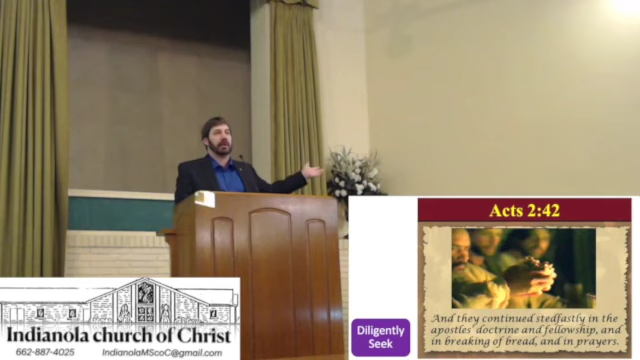 Indianola church of Christ
662-887-4025 IndianolaMScoC@gmail.com
Diligently
Seek
Acts 2:42
And they continued stedfastly in the
apostles' doctrine and fellowship, and
in breaking of bread, and in prayers.